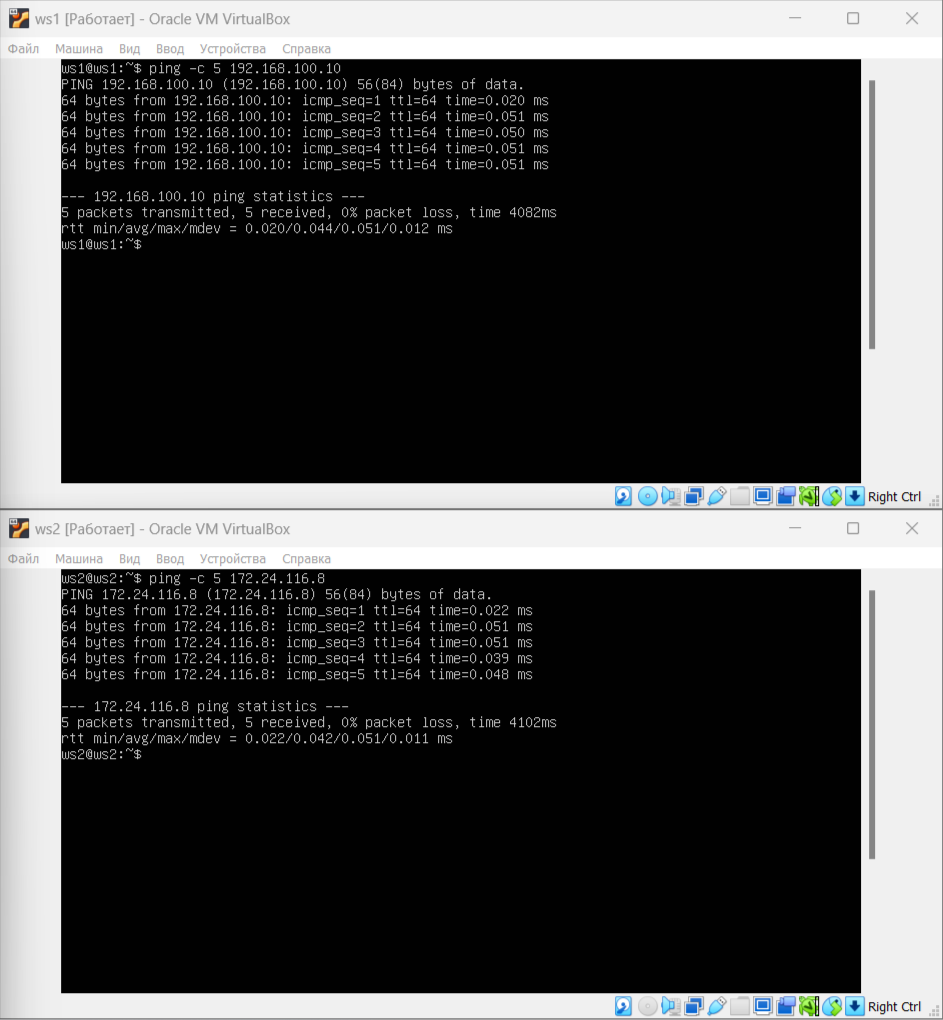 ws1 [Работает] - Oracle VM VirtualBox
Файл Машина Вид Ввод Устройства Справка
ws1@ws1:~$ ping -c 5 192.168.100.10
PING 192.168.100.10 (192.168.100.10) 56(84) bytes of data.
64 bytes from 192.168.100.10: icmp_seq=1 ttl=64 time=0.020 ms
64 bytes from 192.168.100.10: icmp_seq=2 ttl=64 time=0.051 ms
64 bytes from 192.168.100.10: icmp_seq=3 ttl=64 time=0.050 ms
64 bytes from 192.168.100.10: icmp_seq=4 ttl=64 time=0.051 ms
64 bytes from 192.168.100.10: icmp_seq=5 ttl=64 time=0.051 ms
--- 192.168.100.10 ping statistics ---
5 packets transmitted, 5 received, 0% packet loss, time 4082ms
rtt min/avg/max/mdev = 0.020/0.044/0.051/0.012 ms
ws1@ws1:~$
Right Ctrl
ws2 [Работает] - Oracle VM VirtualBox
Файл Машина Вид Ввод Устройства Справка
ws2@ws2:~$ ping -c 5 172.24.116.8
PING 172.24.116.8 (172.24.116.8) 56(84) bytes of data.
64 bytes from 172.24.116.8: icmp_seq=1 ttl=64 time=0.022 ms
64 bytes from 172.24.116.8: icmp_seq=2 ttl=64 time=0.051 ms
64 bytes from 172.24.116.8: icmp_seq=3 ttl=64 time=0.051 ms
64 bytes from 172.24.116.8: icmp_seq=4 ttl=64 time=0.039 ms
64 bytes from 172.24.116.8: icmp_seq=5 ttl=64 time=0.048 ms
--- 172.24.116.8 ping statistics ---
5 packets transmitted, 5 received, 0% packet loss, time 4102ms
rtt min/avg/max/mdev = 0.022/0.042/0.051/0.011 ms
ws2@ws2:~$
Right Ctrl